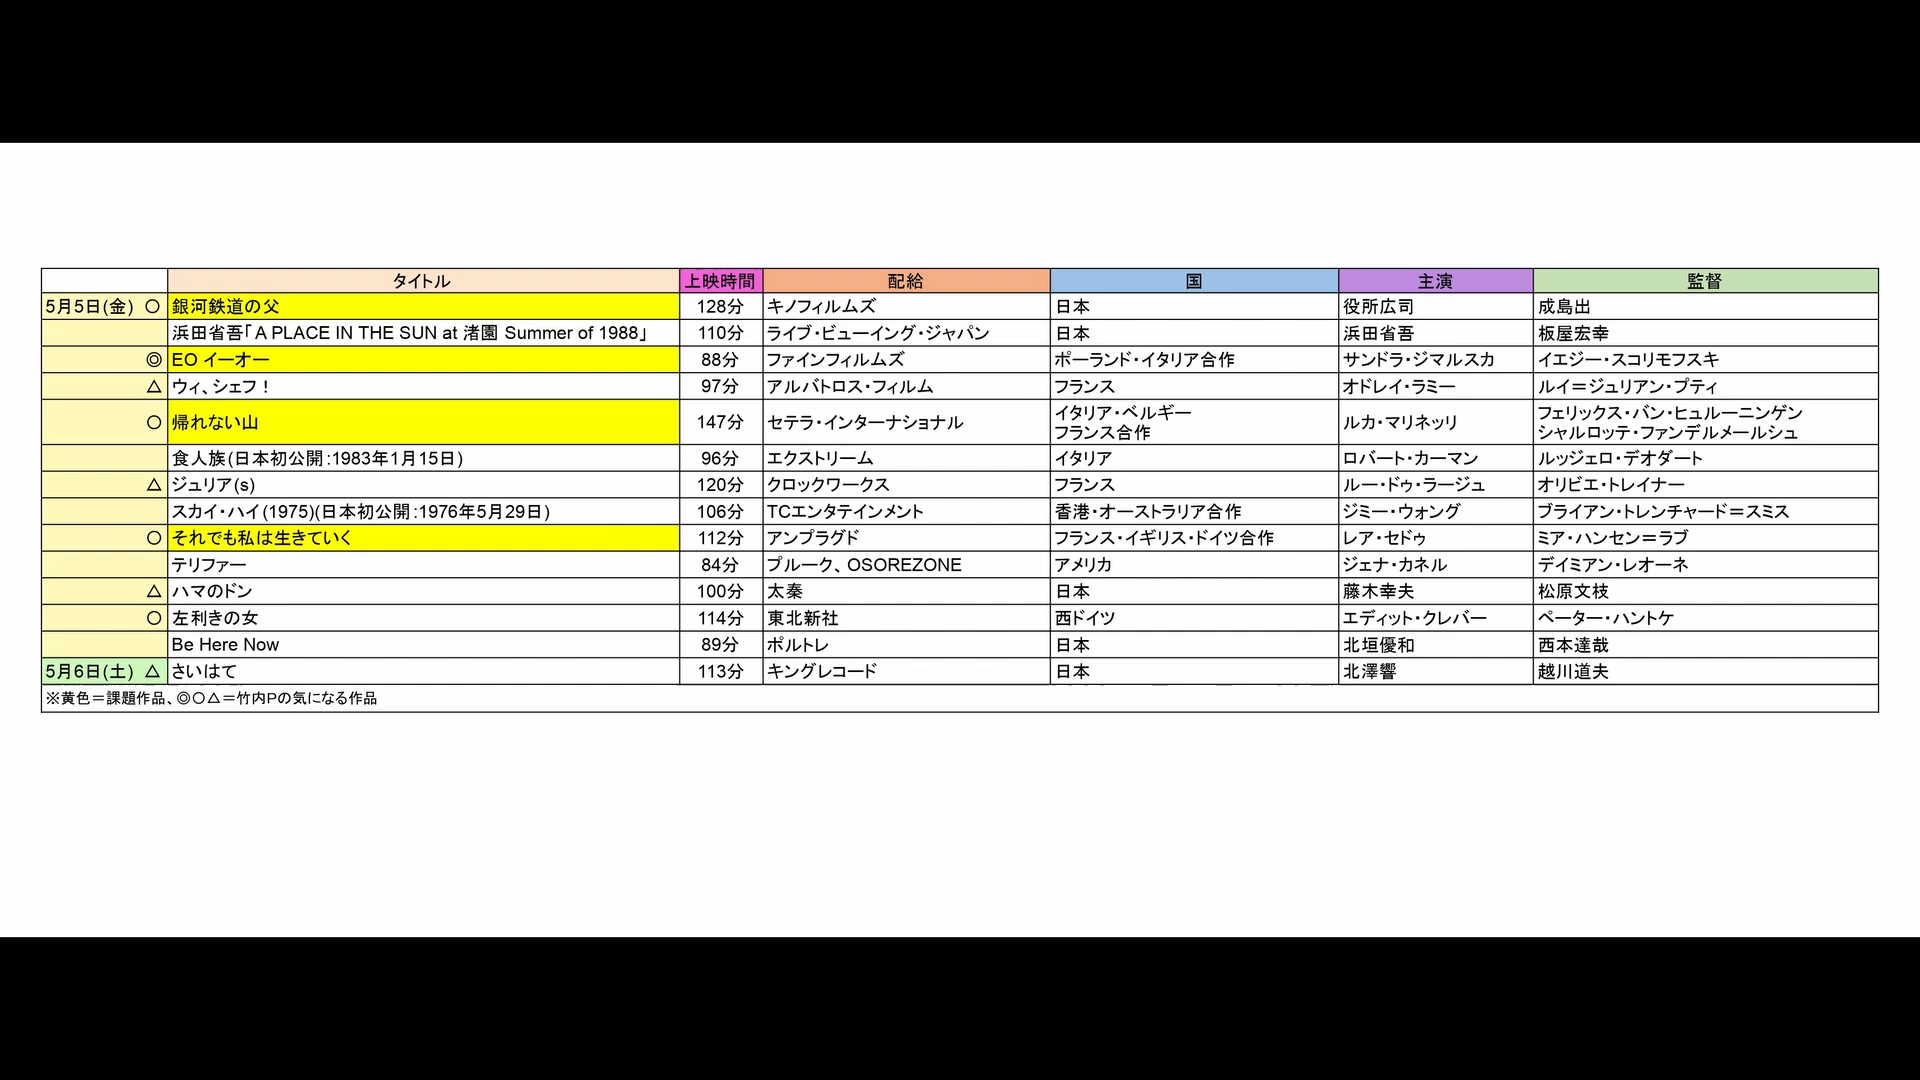 タイトル 上映時間 配給 国 主演 監督
5月5日(金) ○ 銀河鉄道の父 128分 キノフィルムズ 日本 役所広司 成島出
浜田省吾「A PLACE IN THE SUN at 渚園 Summer of 1988」 110分 ライブ・ビューイング・ジャパン 日本 浜田省吾 板屋宏幸
◎ EO イーオー 88分 ファインフィルムズ ポーランド・イタリア合作 サンドラ・ジマルスカ イエジー・スコリモフスキ
△ ウィ、シェフ！ 97分 アルバトロス・フィルム フランス オドレイ・ラミー ルイ＝ジュリアン・プティ
○ 帰れない山 147分 セテラ・インターナショナル イタリア・ベルギー フランス合作 ルカ・マリネッリ フェリックス・バン・ヒュルーニンゲン シャルロッテ・ファンデルメールシュ
食人族(日本初公開:1983年1月15日) 96分 エクストリーム イタリア ロバート・カーマン ルッジェロ・デオダート
△ ジュリア(s) 120分 クロックワークス フランス ルー・ドゥ・ラージュ オリビエ・トレイナー
スカイ・ハイ(1975)(日本初公開:1976年5月29日) 106分 TCエンタテインメント 香港・オーストラリア合作 ジミー・ウォング ブライアン・トレンチャード＝スミス
○ それでも私は生きていく 112分 アンプラグド フランス・イギリス・ドイツ合作 レア・セドゥ ミア・ハンセン＝ラブ
テリファー 84分 プルーク、OSOREZONE アメリカ ジェナ・カネル デイミアン・レオーネ
△ ハマのドン 100分 太秦 日本 藤木幸夫 松原文枝
○ 左利きの女 114分 東北新社 西ドイツ エディット・クレバー ペーター・ハントケ
Be Here Now 89分 ポルトレ 日本 北垣優和 西本達哉
5月6日(土) △ さいはて 113分 キングレコード 日本 北澤響 越川道夫
※黄色＝課題作品、◎○△＝竹内Pの気になる作品